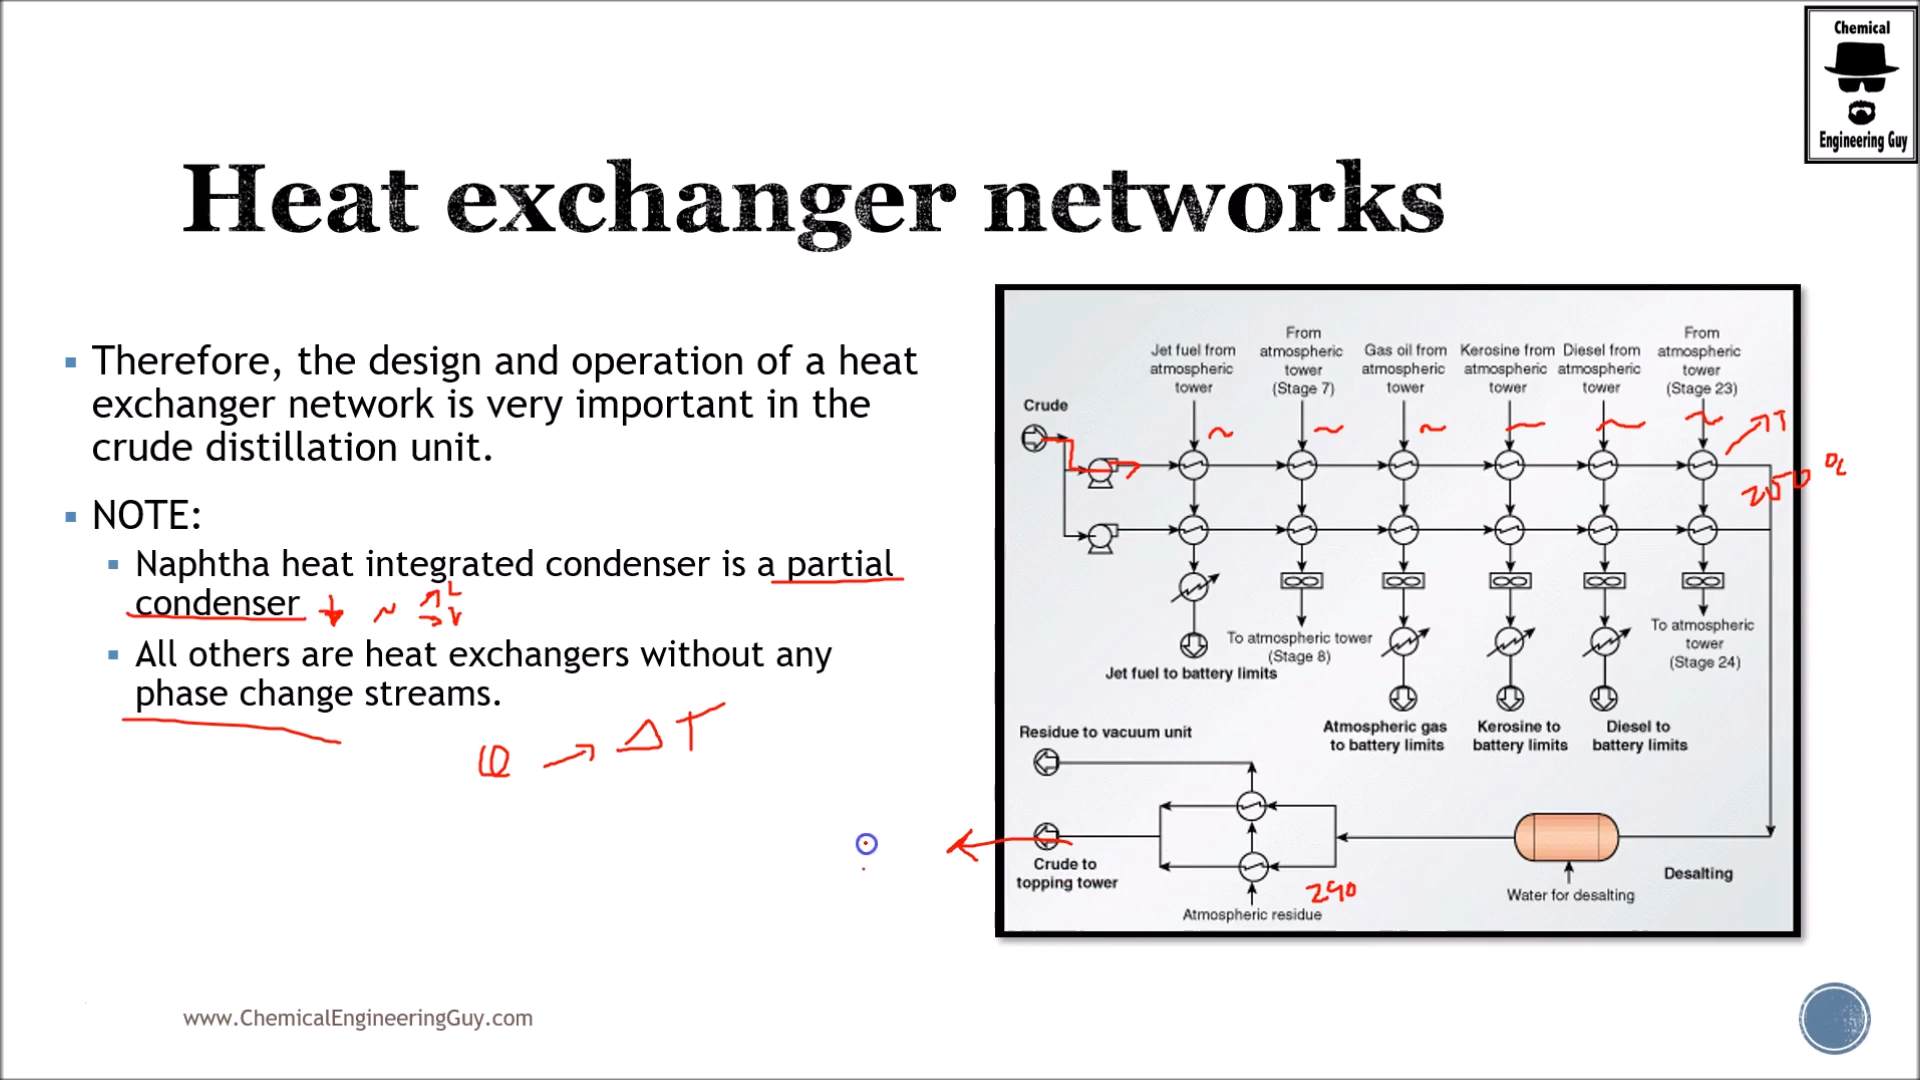 Chemical
Engineering Guy
Heat exchanger networks
Therefore, the design and operation of a heat
exchanger network is very important in the
crude distillation unit.
NOTE:
Naphtha heat integrated condenser is a partial
condenser
L
V
All others are heat exchangers without any
phase change streams.
Q → ΔT
Crude
Jet fuel from
atmospheric
tower
From
atmospheric
tower
(Stage 7)
Gas oil from
atmospheric
tower
Kerosine from
atmospheric
tower
Diesel from
atmospheric
tower
From
atmospheric
tower
(Stage 23)
T
250 °C
To atmospheric tower
(Stage 8)
To atmospheric
tower
(Stage 24)
Jet fuel to battery limits
Atmospheric gas
to battery limits
Kerosine to
battery limits
Diesel to
battery limits
Residue to vacuum unit
Crude to
topping tower
290
Atmospheric residue
Water for desalting
Desalting
www.ChemicalEngineeringGuy.com